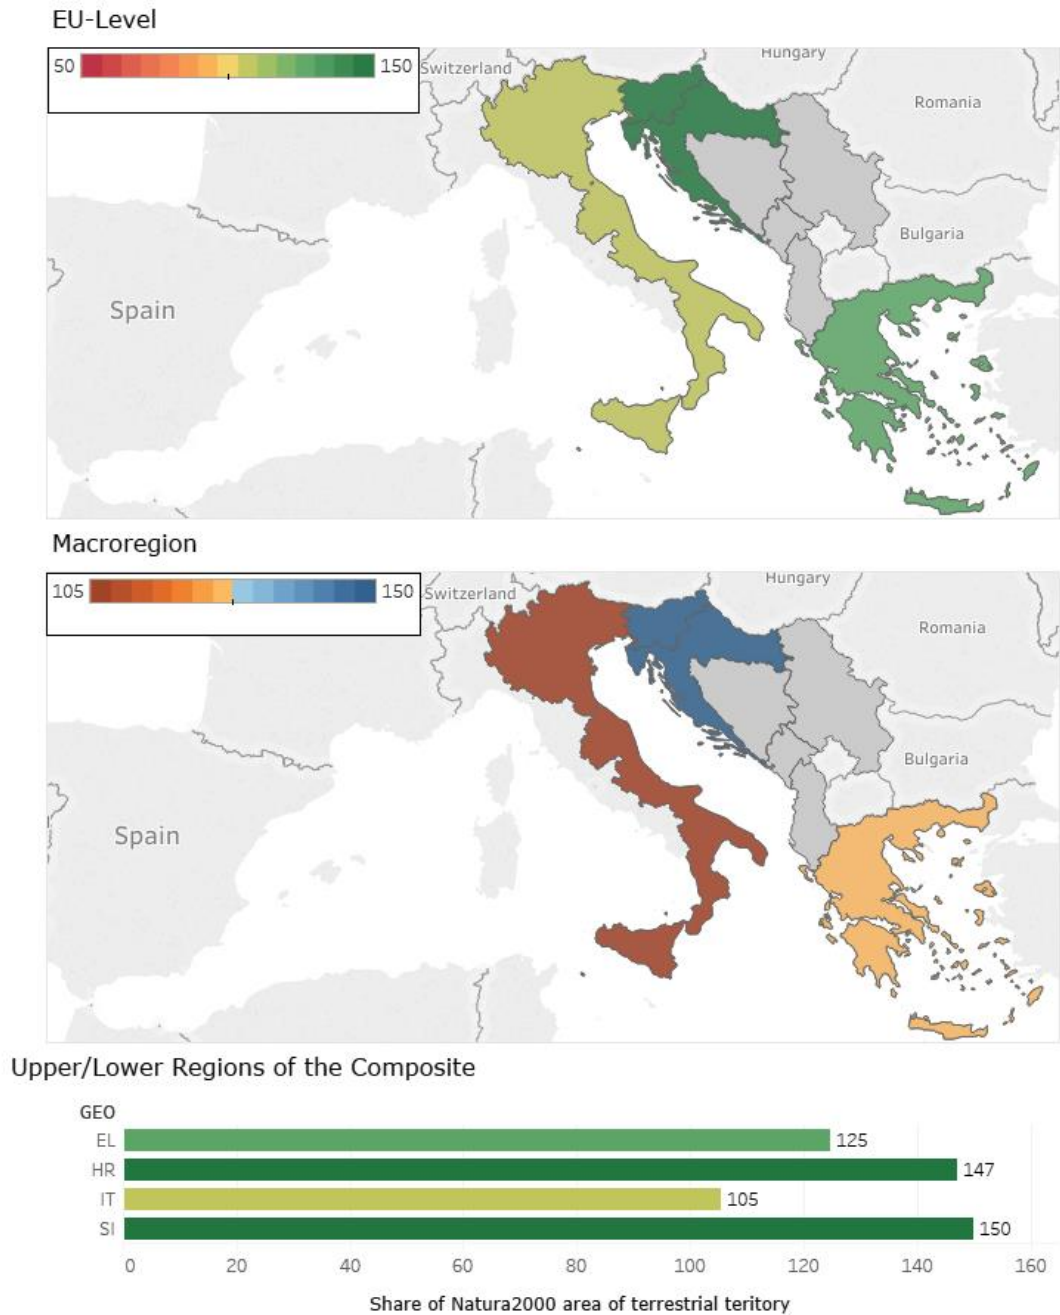 EU-Level
50 150
Switzerland
Hungary
Romania
Bulgaria
Spain
Macroregion
105 150
Switzerland
Hungary
Romania
Bulgaria
Spain
Upper/Lower Regions of the Composite
GEO
EL 125
HR 147
IT 105
SI 150
0 20 40 60 80 100 120 140 160
Share of Natura2000 area of terrestrial teritory